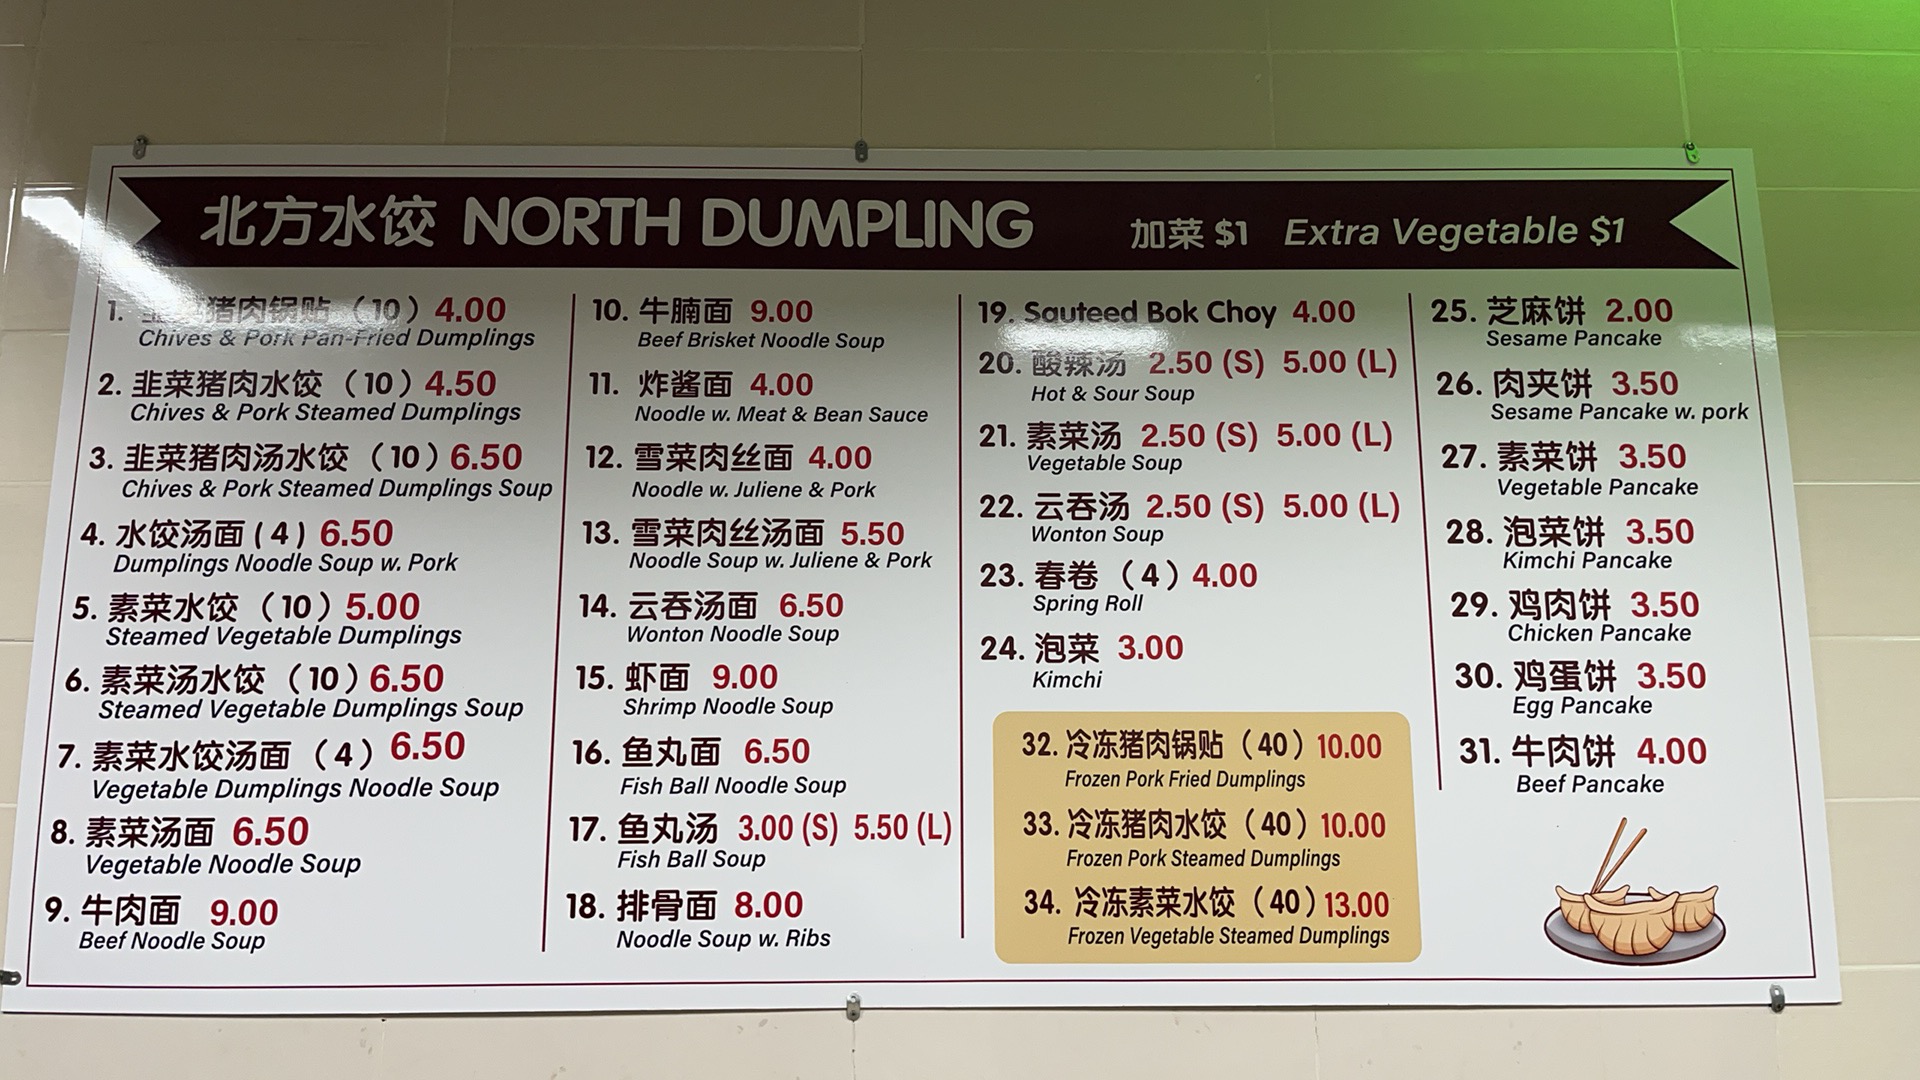 北方水饺 NORTH DUMPLING
加菜 $1 Extra Vegetable $1
1. 猪肉锅贴 (10) 4.00
Chives & Pork Pan-Fried Dumplings
2. 韭菜猪肉水饺 (10) 4.50
Chives & Pork Steamed Dumplings
3. 韭菜猪肉汤水饺 (10) 6.50
Chives & Pork Steamed Dumplings Soup
4. 水饺汤面 (4) 6.50
Dumplings Noodle Soup w. Pork
5. 素菜水饺 (10) 5.00
Steamed Vegetable Dumplings
6. 素菜汤水饺 (10) 6.50
Steamed Vegetable Dumplings Soup
7. 素菜水饺汤面 (4) 6.50
Vegetable Dumplings Noodle Soup
8. 素菜汤面 6.50
Vegetable Noodle Soup
9. 牛肉面 9.00
Beef Noodle Soup
10. 牛腩面 9.00
Beef Brisket Noodle Soup
11. 炸酱面 4.00
Noodle w. Meat & Bean Sauce
12. 雪菜肉丝面 4.00
Noodle w. Juliene & Pork
13. 雪菜肉丝汤面 5.50
Noodle Soup w. Juliene & Pork
14. 云吞汤面 6.50
Wonton Noodle Soup
15. 虾面 9.00
Shrimp Noodle Soup
16. 鱼丸面 6.50
Fish Ball Noodle Soup
17. 鱼丸汤 3.00 (S) 5.50 (L)
Fish Ball Soup
18. 排骨面 8.00
Noodle Soup w. Ribs
19. Sauteed Bok Choy 4.00
20. 酸辣汤 2.50 (S) 5.00 (L)
Hot & Sour Soup
21. 素菜汤 2.50 (S) 5.00 (L)
Vegetable Soup
22. 云吞汤 2.50 (S) 5.00 (L)
Wonton Soup
23. 春卷 (4) 4.00
Spring Roll
24. 泡菜 3.00
Kimchi
32. 冷冻猪肉锅贴 (40) 10.00
Frozen Pork Fried Dumplings
33. 冷冻猪肉水饺 (40) 10.00
Frozen Pork Steamed Dumplings
34. 冷冻素菜水饺 (40) 13.00
Frozen Vegetable Steamed Dumplings
25. 芝麻饼 2.00
Sesame Pancake
26. 肉夹饼 3.50
Sesame Pancake w. pork
27. 素菜饼 3.50
Vegetable Pancake
28. 泡菜饼 3.50
Kimchi Pancake
29. 鸡肉饼 3.50
Chicken Pancake
30. 鸡蛋饼 3.50
Egg Pancake
31. 牛肉饼 4.00
Beef Pancake